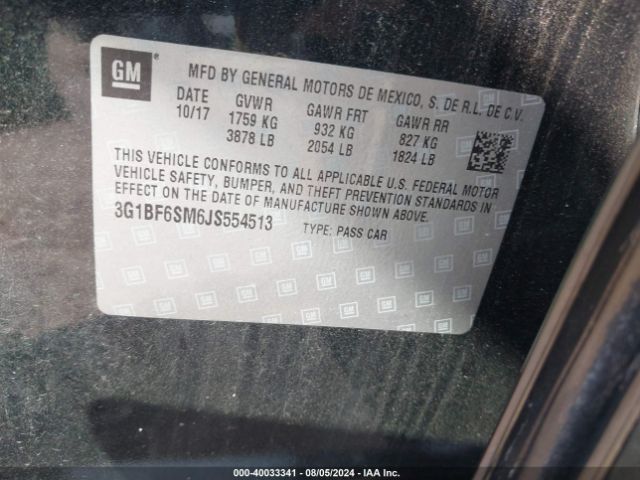 GM ®
MFD BY GENERAL MOTORS DE MEXICO, S. DE R.L. DE C.V.
DATE GVWR GAWR FRT GAWR RR
10/17 1759 KG 932 KG 827 KG
3878 LB 2054 LB 1824 LB
THIS VEHICLE CONFORMS TO ALL APPLICABLE U.S. FEDERAL MOTOR
VEHICLE SAFETY, BUMPER, AND THEFT PREVENTION STANDARDS IN
EFFECT ON THE DATE OF MANUFACTURE SHOWN ABOVE.
3G1BF6SM6JS554513 TYPE: PASS CAR
000-40033341 - 08/05/2024 - IAA Inc.